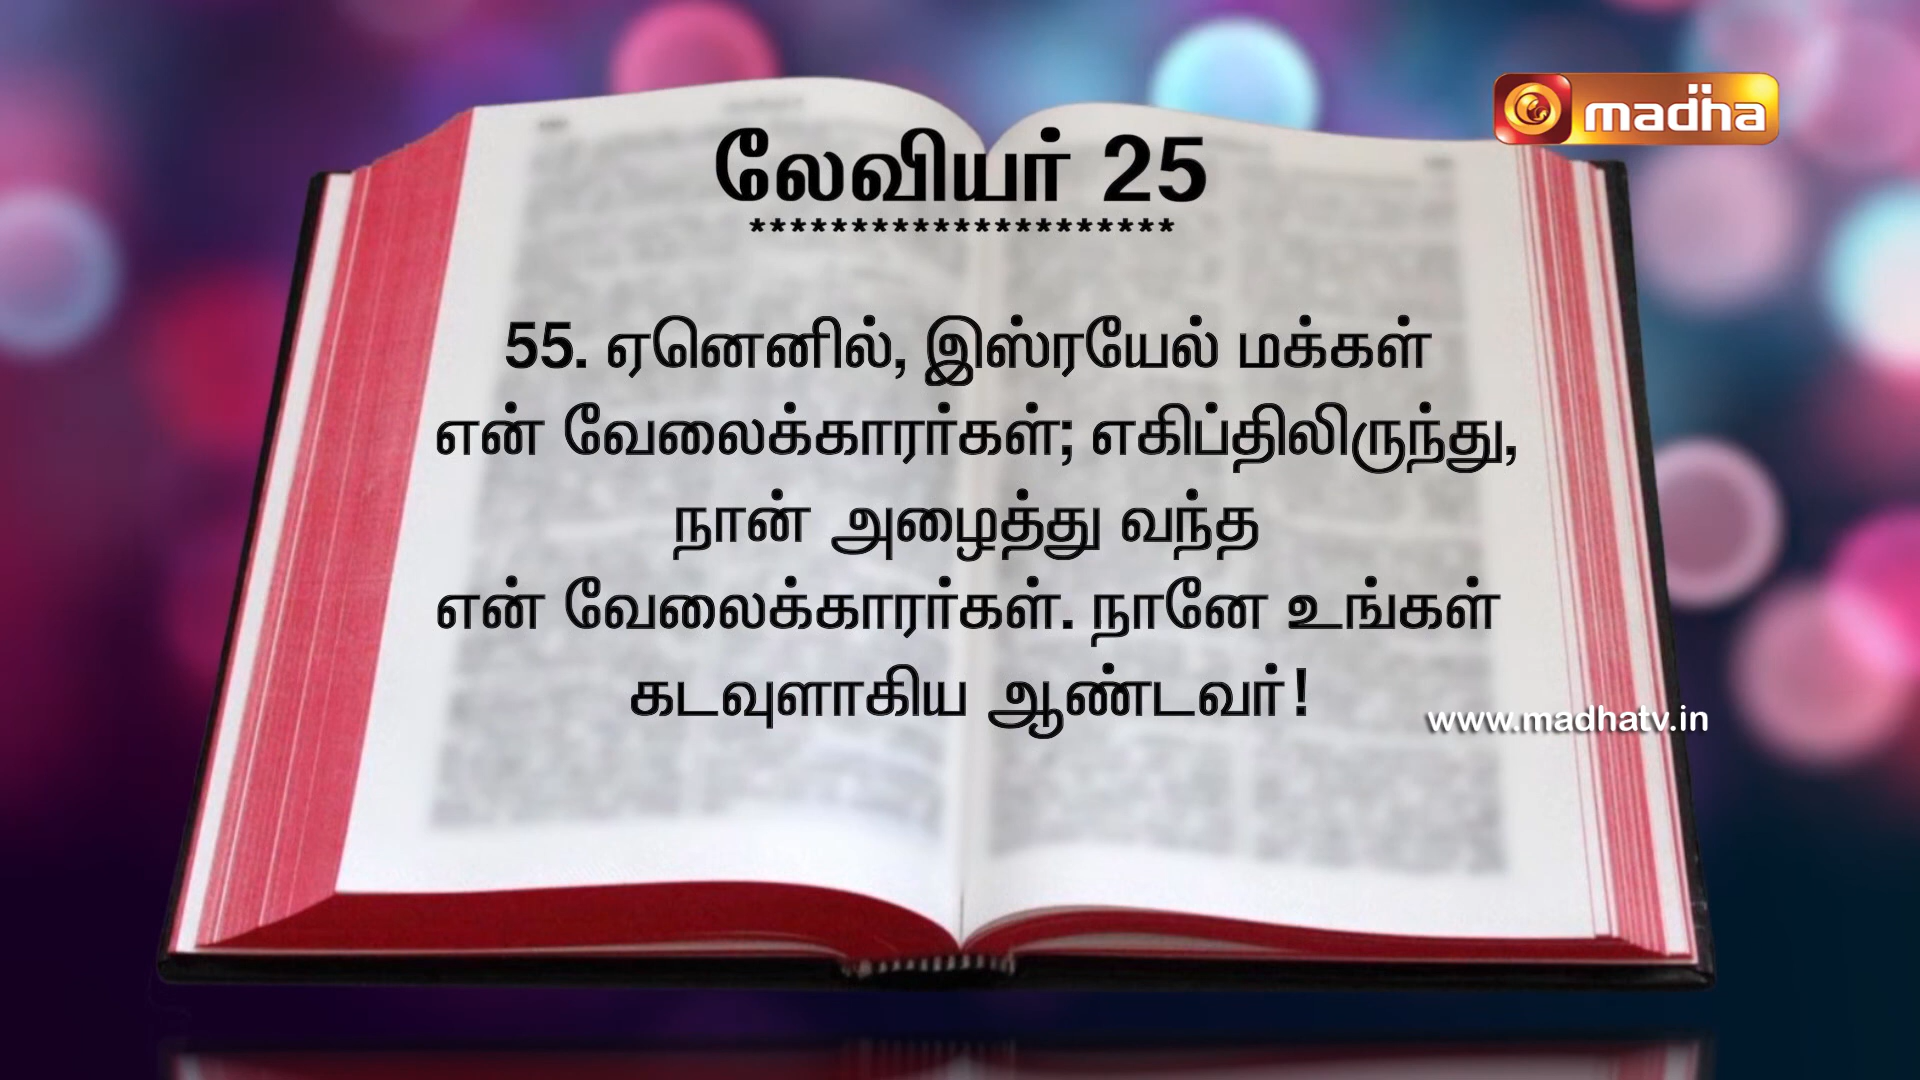 madha
லேவியர் 25
*********************
55. ஏனெனில், இஸ்ரயேல் மக்கள்
என் வேலைக்காரர்கள்; எகிப்திலிருந்து,
நான் அழைத்து வந்த
என் வேலைக்காரர்கள். நானே உங்கள்
கடவுளாகிய ஆண்டவர்!
www.madhatv.in